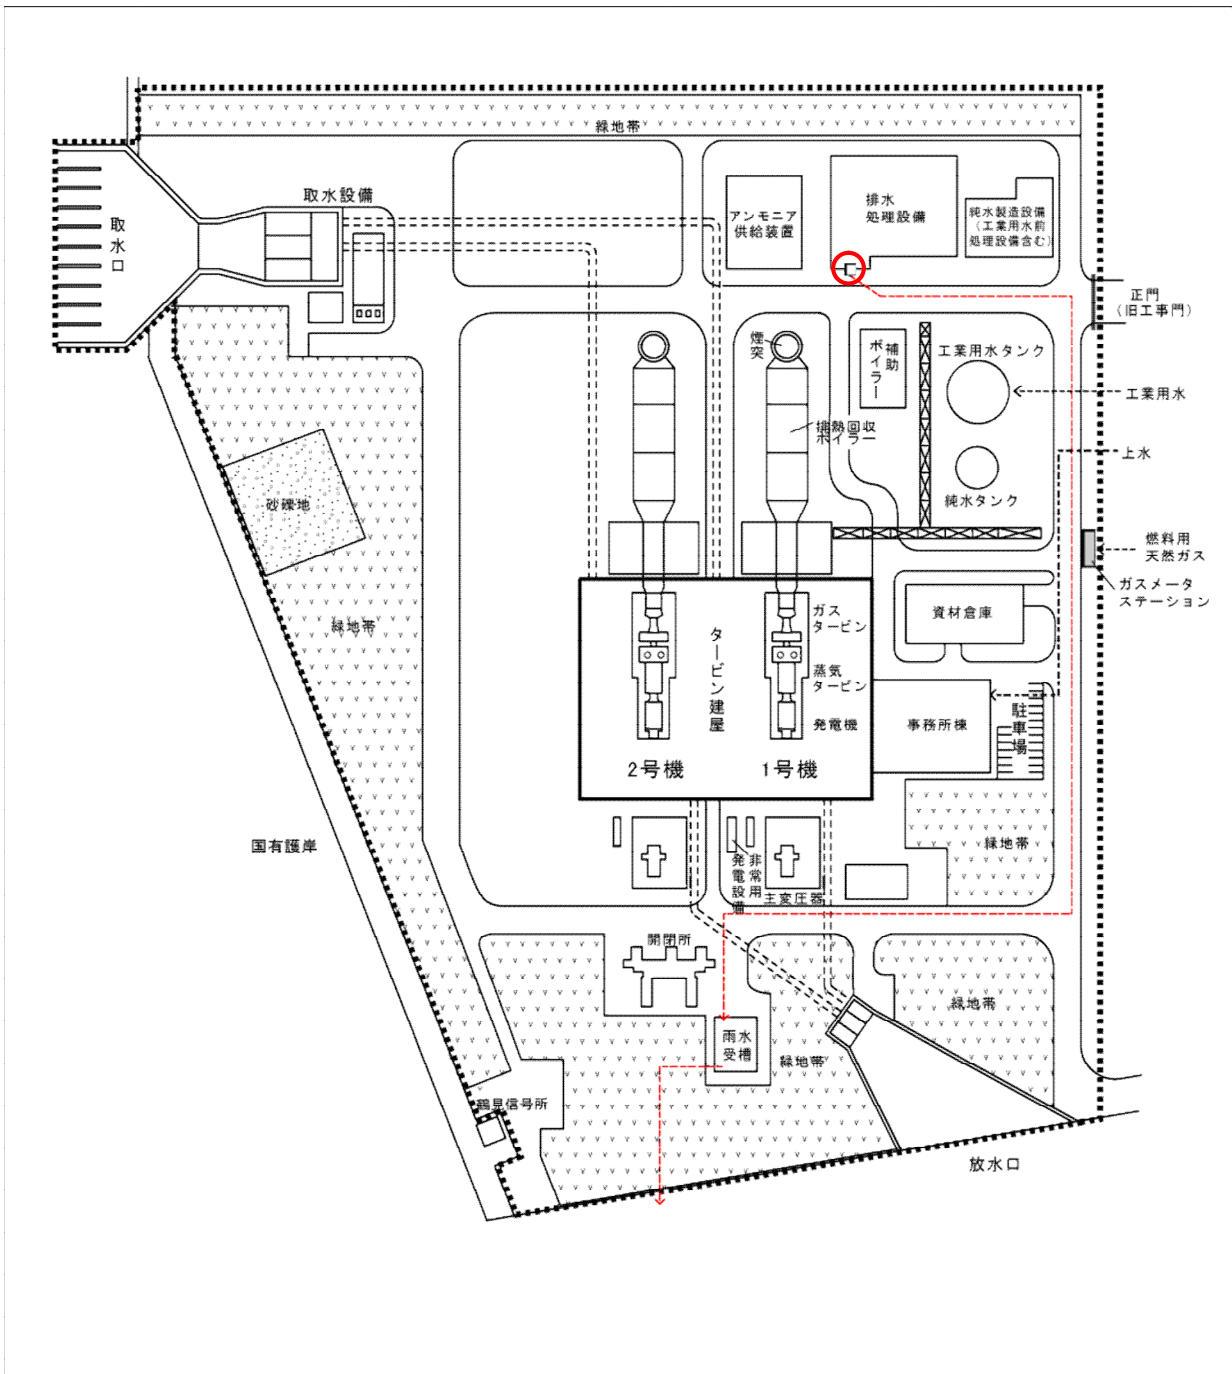 緑地帯
取水設備
取水口
アンモニア
供給装置
排水
処理設備
純水製造設備
(工業用水前
処理設備含む)
正門
(旧工事門)
煙突
補助
ボイラー
工業用水タンク
工業用水
排熱回収
ボイラー
上水
純水タンク
砂礫地
燃料用
天然ガス
ガスメータ
ステーション
緑地帯
ガス
タービン
資材倉庫
タービン建屋
蒸気
タービン
発電機
事務所棟
駐車場
2号機
1号機
国有護岸
緑地帯
非常用
発電設備
主変圧器
開閉所
緑地帯
雨水
受槽
緑地帯
鶴見信号所
放水口